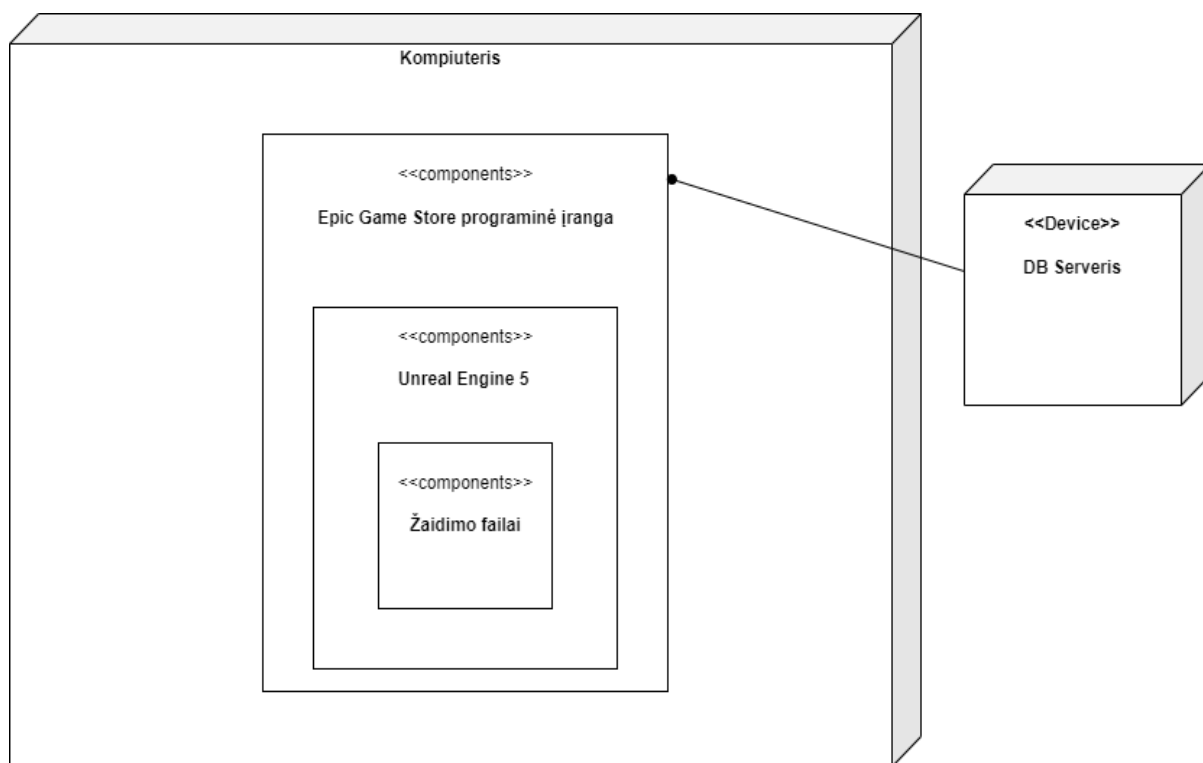 Kompiuteris
<<components>>
Epic Game Store programinė įranga
<<components>>
Unreal Engine 5
<<components>>
Žaidimo failai
<<Device>>
DB Serveris